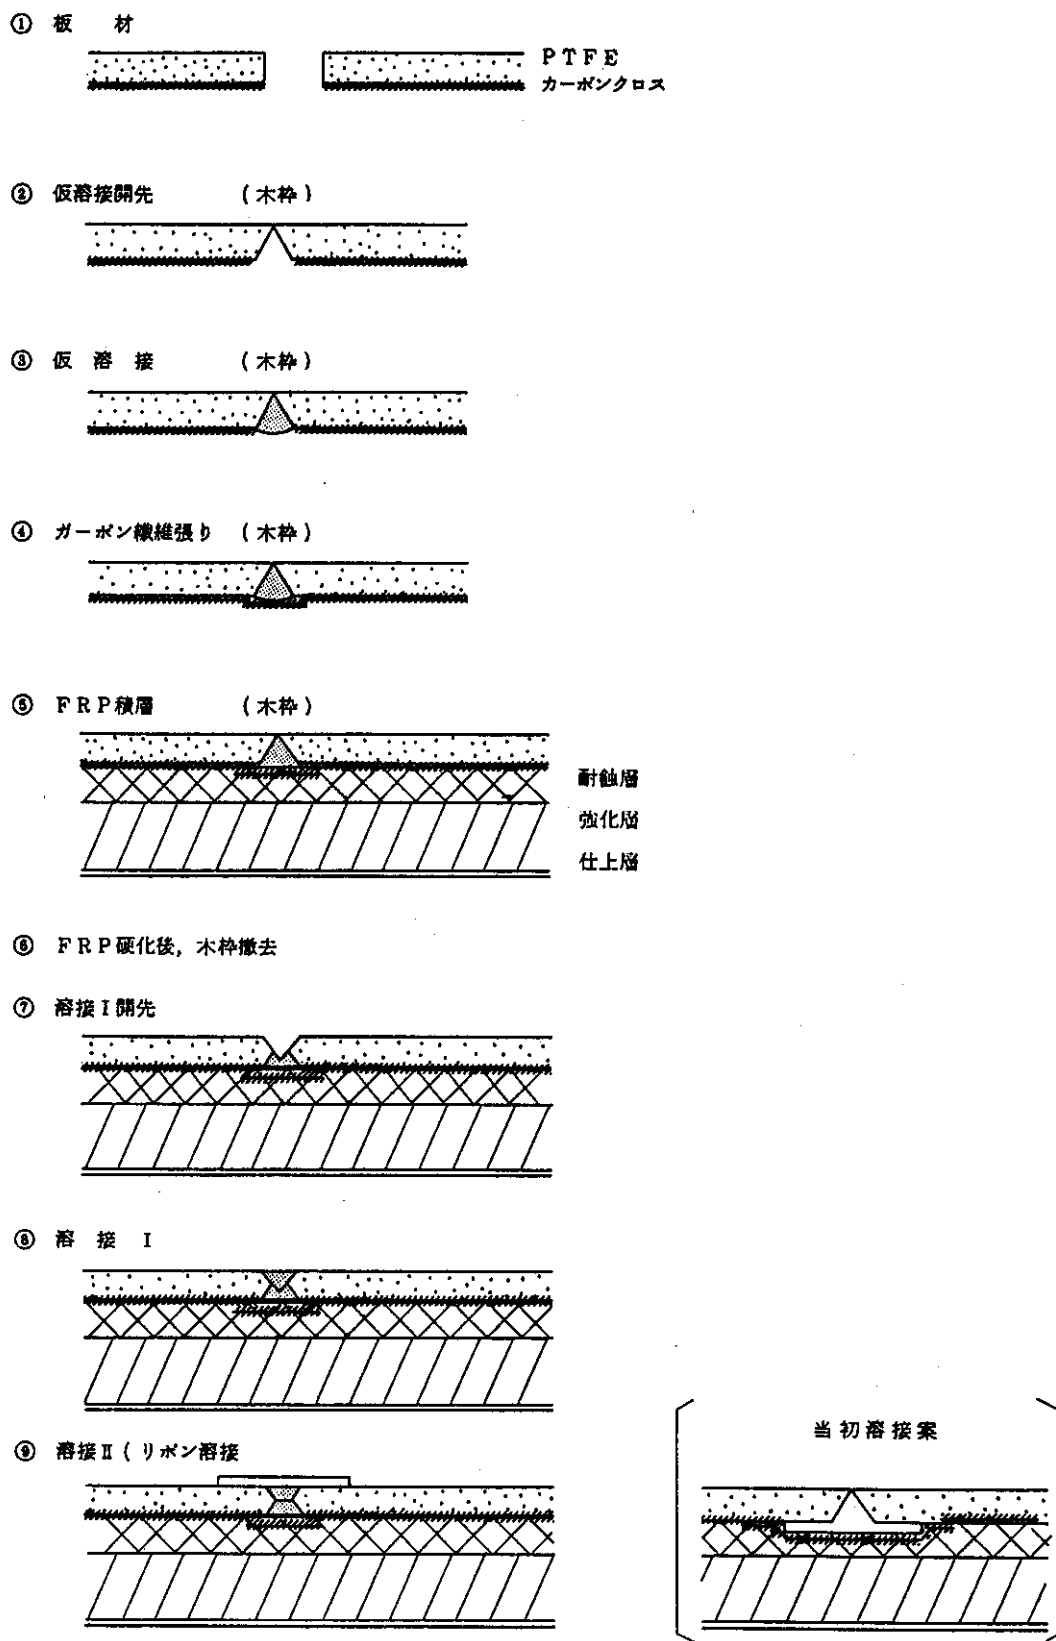 ① 板 材
PTFE
カーボンクロス
② 仮溶接開先 (木枠)
③ 仮 溶 接 (木枠)
④ ガーボン繊維張り (木枠)
⑤ FRP積層 (木枠)
耐蝕層
強化層
仕上層
⑥ FRP硬化後, 木枠撤去
⑦ 溶接Ⅰ開先
⑧ 溶 接 Ⅰ
⑨ 溶接Ⅱ(リボン溶接
当初溶接案